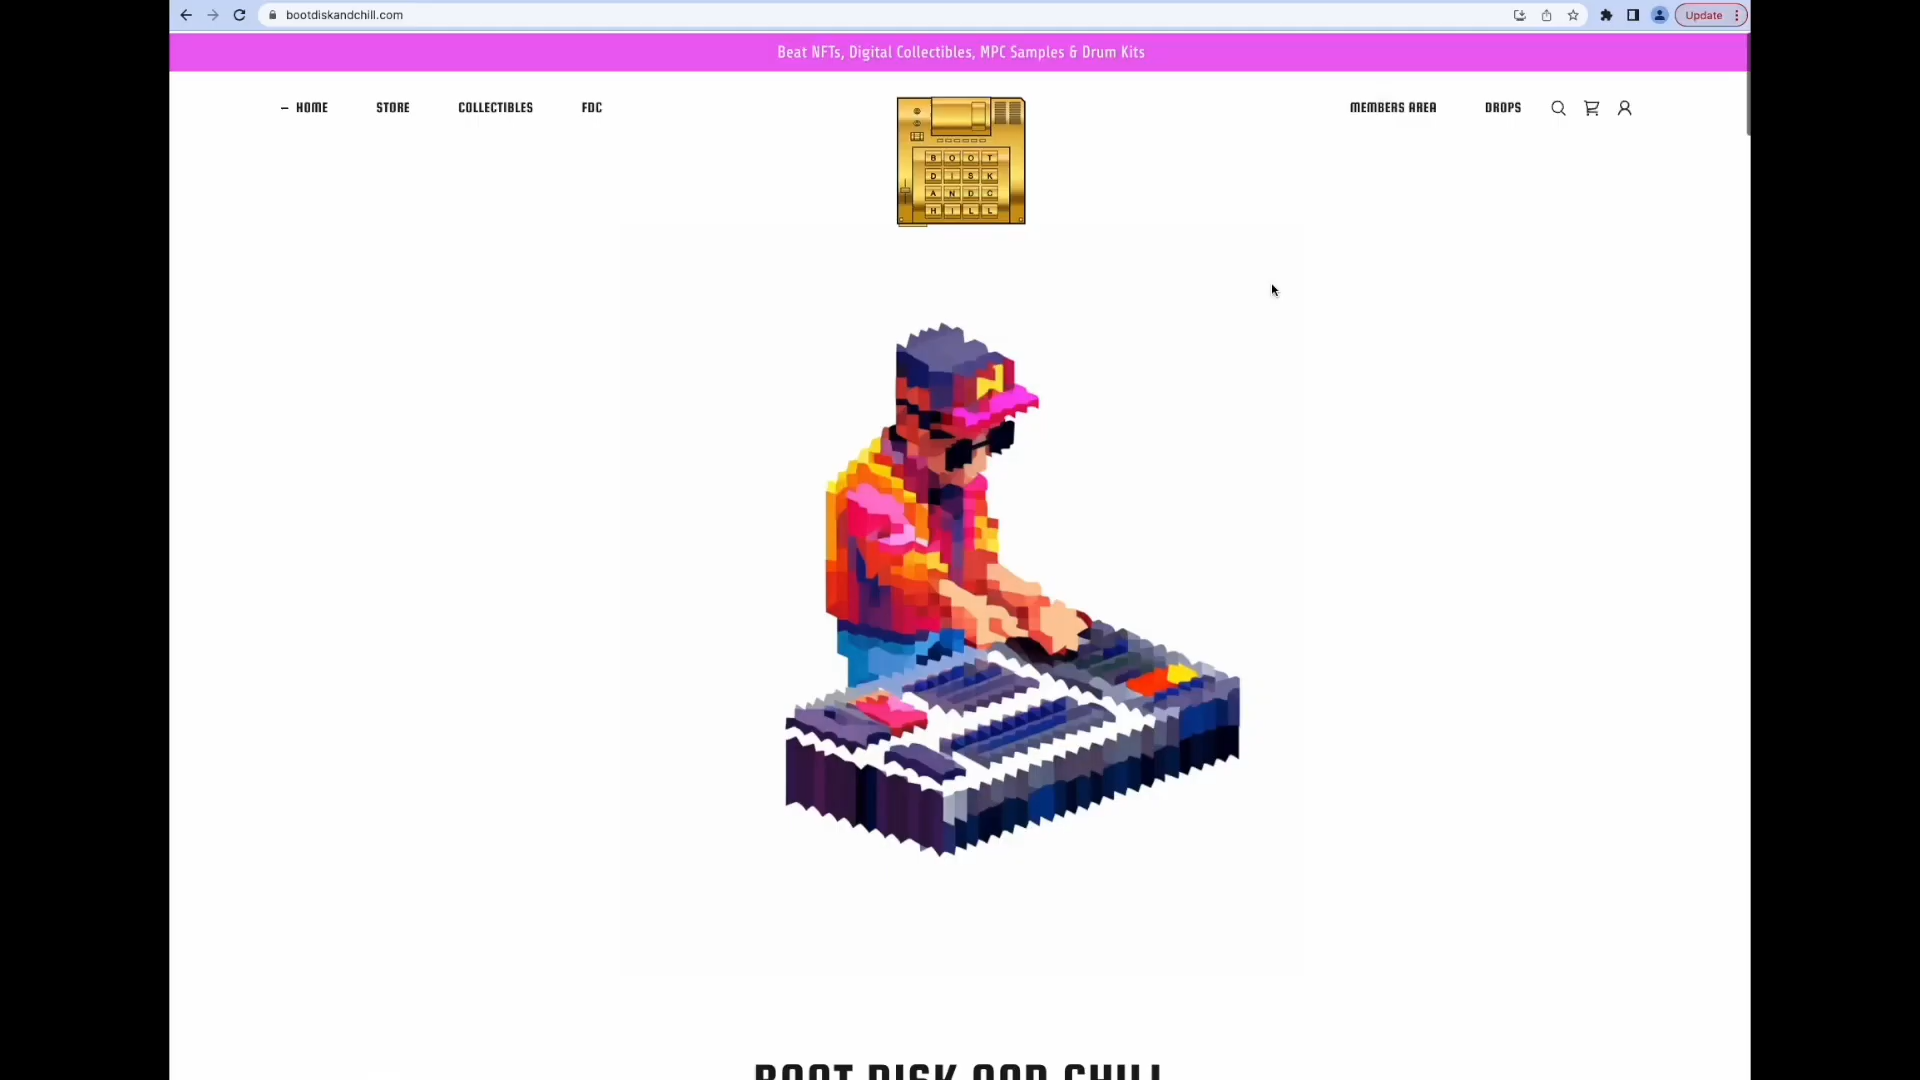 bootdiskandchill.com
Update
Beat NFTs, Digital Collectibles, MPC Samples & Drum Kits
– HOME
STORE
COLLECTIBLES
FDC
MEMBERS AREA
DROPS
B O O T
D I S K
A N D C
H I L L
BOOT DISK AND CHILL